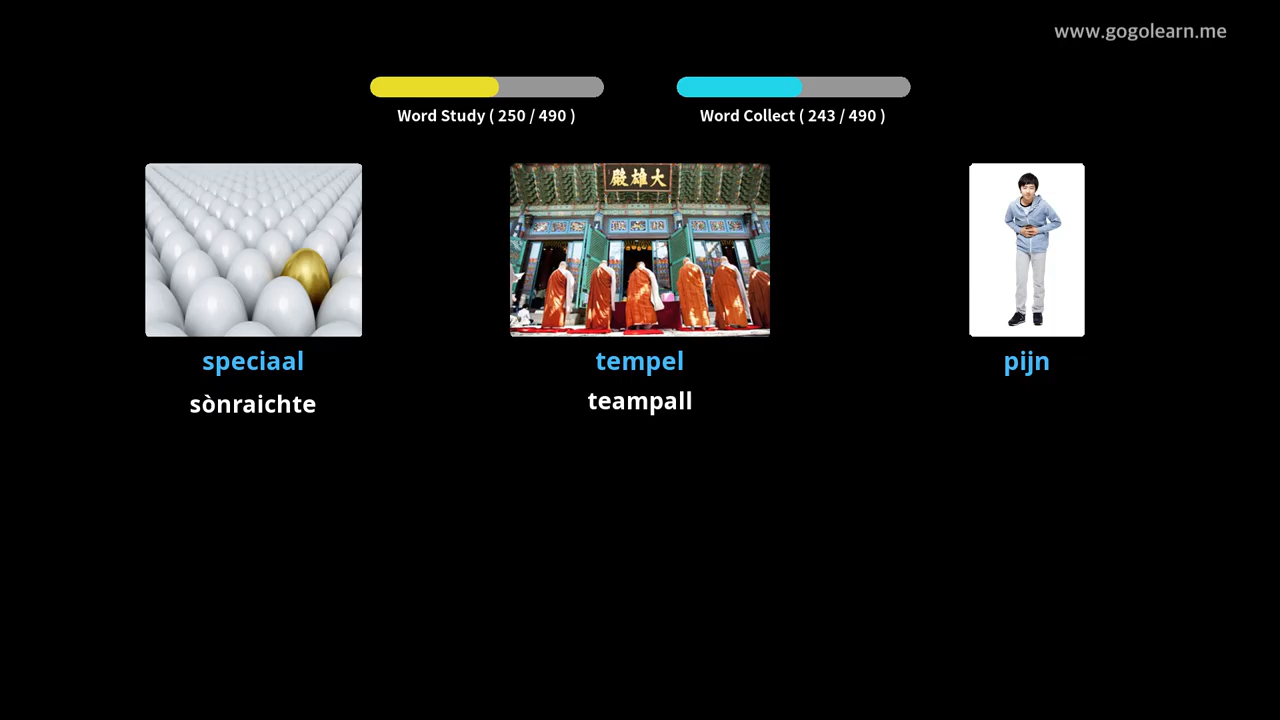 www.gogolearn.me
Word Study ( 250 / 490 )
Word Collect ( 243 / 490 )
大雄殿
speciaal
tempel
pijn
sònraichte
teampall